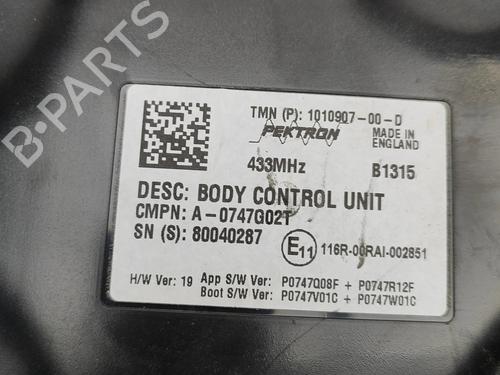 TMN (P): 1010907-00-D
PEKTRON
MADE IN
ENGLAND
433MHz
B1315
DESC: BODY CONTROL UNIT
CMPN: A-0747G02T
SN (S): 80040287
E11
116R-00RAI-002851
H/W Ver: 19 App S/W Ver: P0747Q08F + P0747R12F
Boot S/W Ver: P0747V01C + P0747W01C
B-PARTS